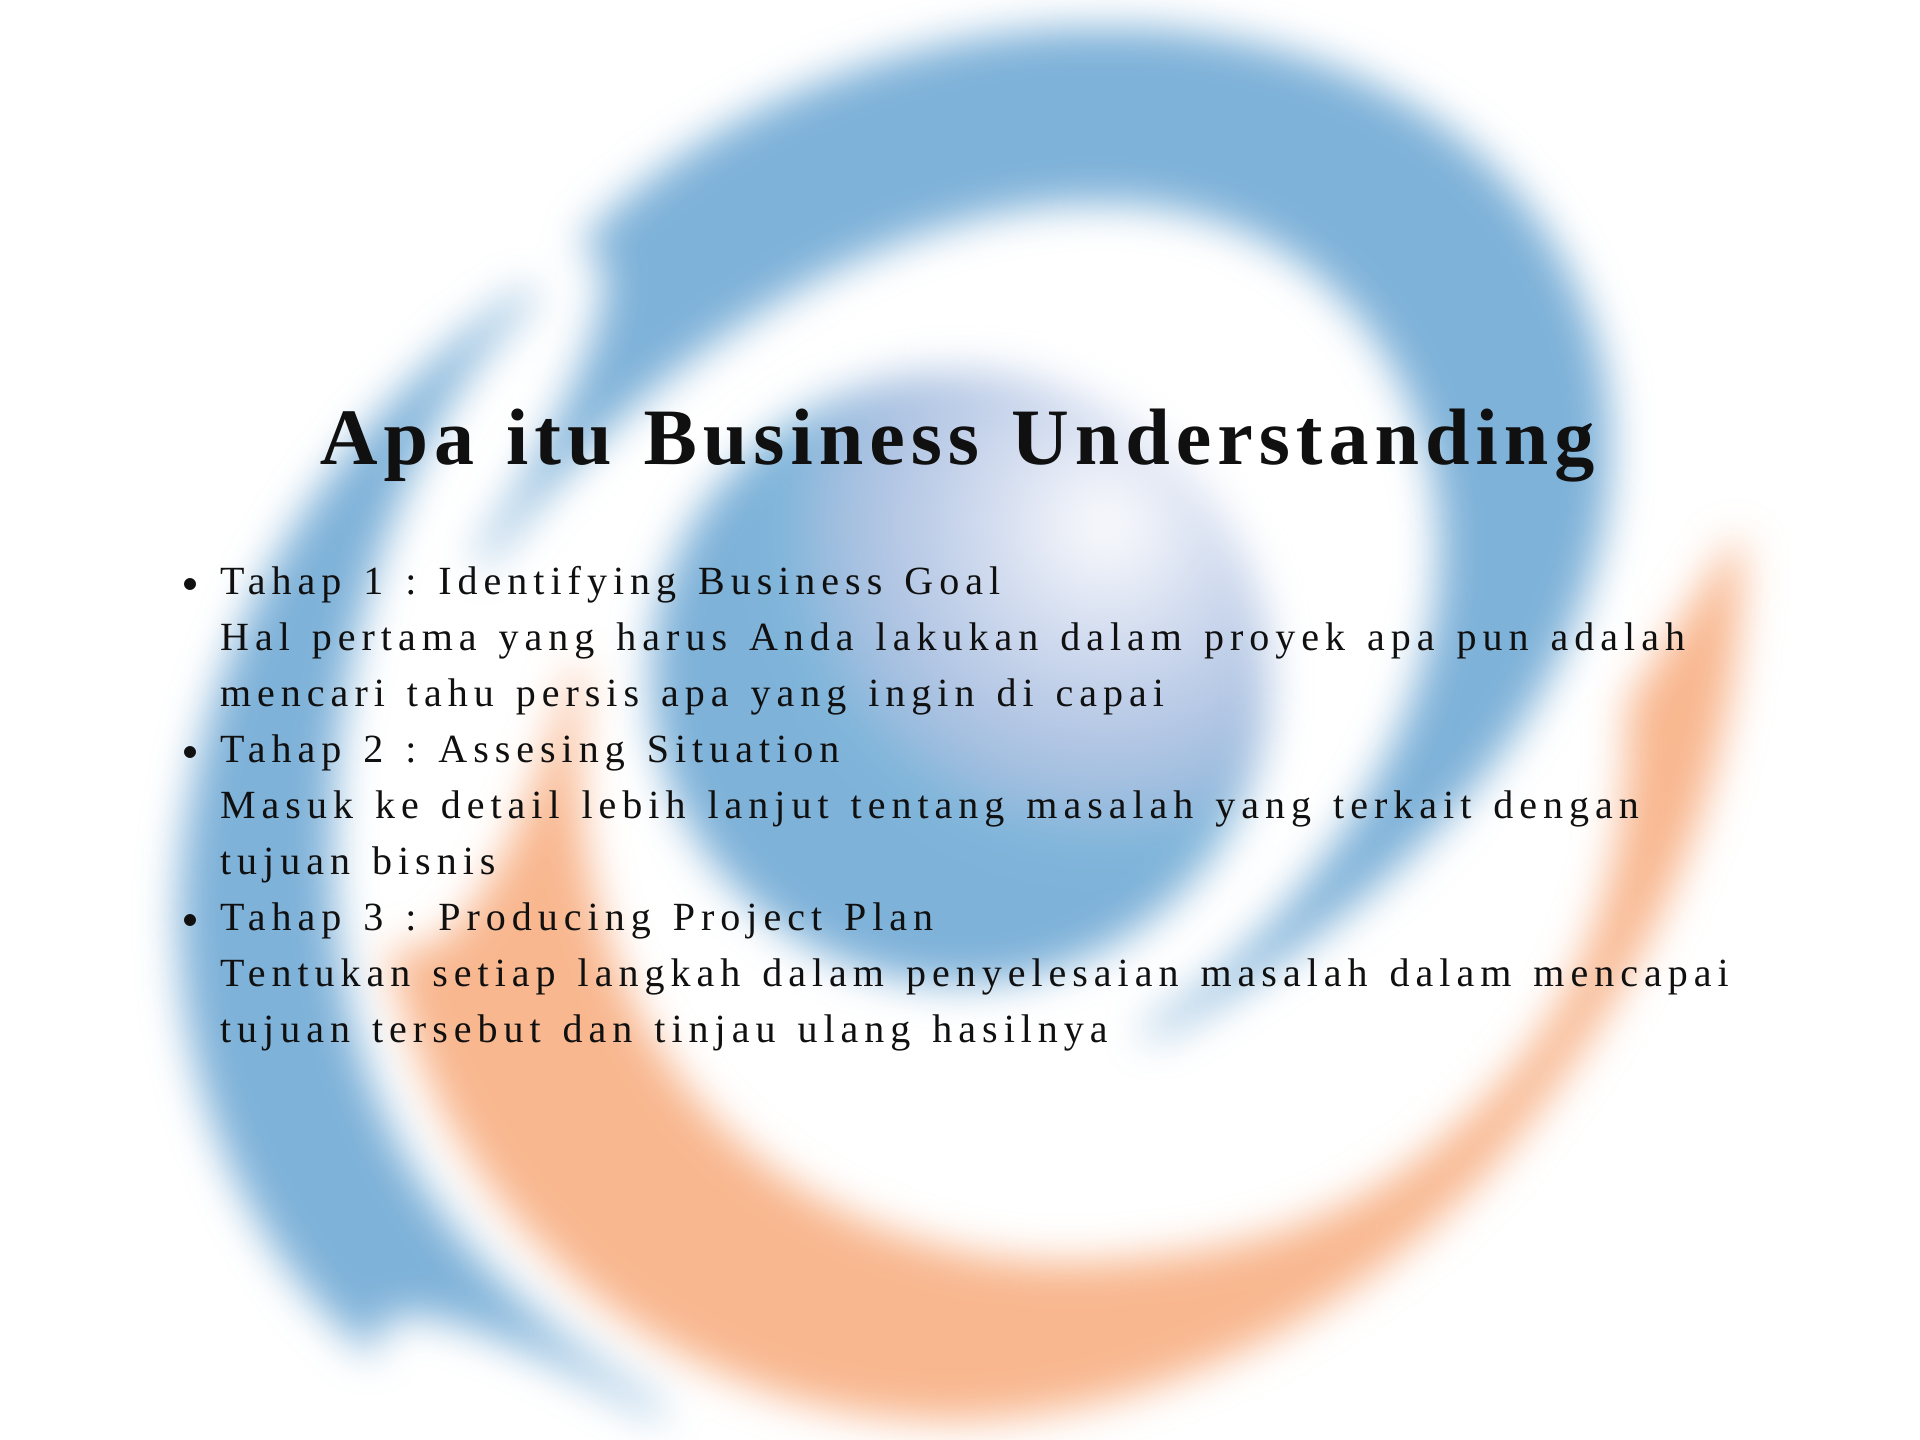 Apa itu Business Understanding
• Tahap 1 : Identifying Business Goal
Hal pertama yang harus Anda lakukan dalam proyek apa pun adalah
mencari tahu persis apa yang ingin di capai
• Tahap 2 : Assesing Situation
Masuk ke detail lebih lanjut tentang masalah yang terkait dengan
tujuan bisnis
• Tahap 3 : Producing Project Plan
Tentukan setiap langkah dalam penyelesaian masalah dalam mencapai
tujuan tersebut dan tinjau ulang hasilnya